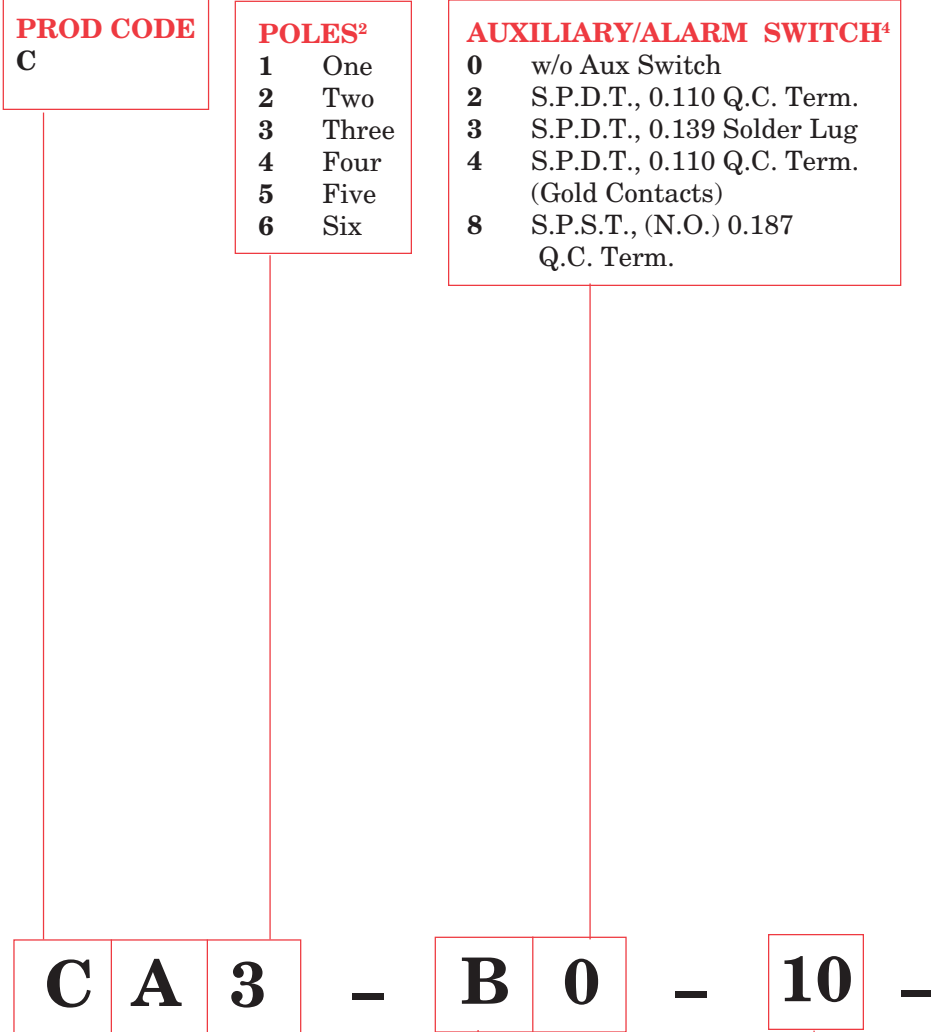 PROD CODE
C
POLES²
1 One
2 Two
3 Three
4 Four
5 Five
6 Six
AUXILIARY/ALARM SWITCH⁴
0 w/o Aux Switch
2 S.P.D.T., 0.110 Q.C. Term.
3 S.P.D.T., 0.139 Solder Lug
4 S.P.D.T., 0.110 Q.C. Term.
(Gold Contacts)
8 S.P.S.T., (N.O.) 0.187
Q.C. Term.
C A 3 – B 0 – 10 –